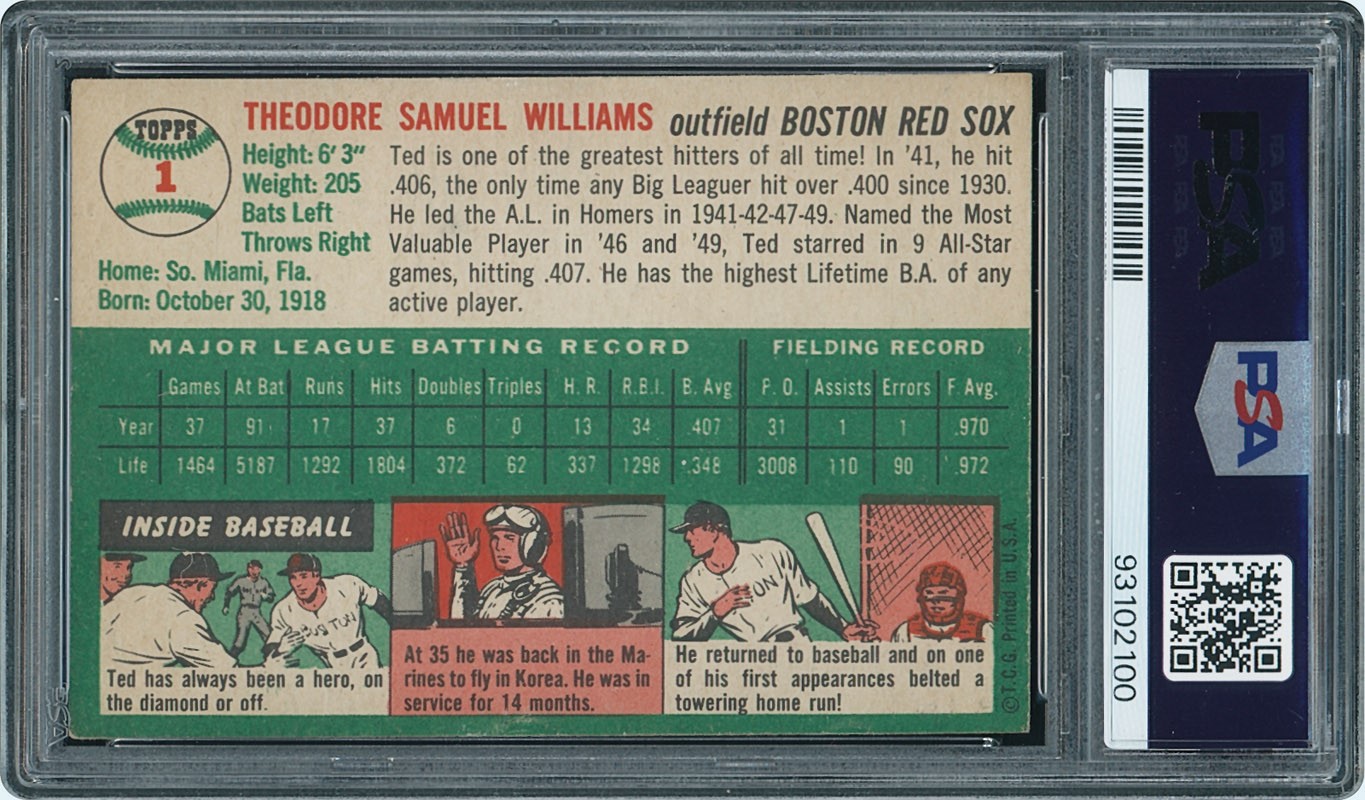 TOPPS
1
THEODORE SAMUEL WILLIAMS outfield BOSTON RED SOX
Height: 6' 3"
Weight: 205
Bats Left
Throws Right
Home: So. Miami, Fla.
Born: October 30, 1918
Ted is one of the greatest hitters of all time! In '41, he hit
.406, the only time any Big Leaguer hit over .400 since 1930.
He led the A.L. in Homers in 1941-42-47-49. Named the Most
Valuable Player in '46 and '49, Ted starred in 9 All-Star
games, hitting .407. He has the highest Lifetime B.A. of any
active player.
MAJOR LEAGUE BATTING RECORD FIELDING RECORD
Games At Bat Runs Hits Doubles Triples H. R. R.B.I. B. Avg P. O. Assists Errors F Avg.
Year 37 91 17 37 6 0 13 34 .407 31 1 1 .970
Life 1464 5187 1292 1804 372 62 337 1298 .348 3008 110 90 .972
INSIDE BASEBALL
Ted has always been a hero, on
the diamond or off.
At 35 he was back in the Ma-
rines to fly in Korea. He was in
service for 14 months.
He returned to baseball and on one
of his first appearances belted a
towering home run!
© T.C.G. Printed in U.S.A.
PSA
PSA
93102100